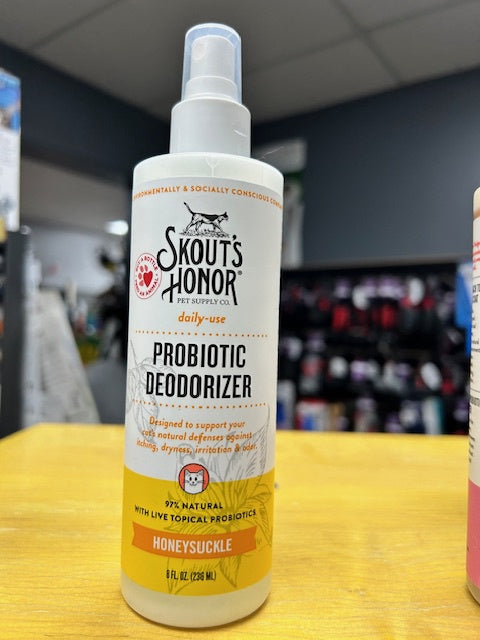 ENVIRONMENTALLY & SOCIALLY CONSCIOUS
SKOUT'S
HONOR®
PET SUPPLY CO.
daily-use
PROBIOTIC
DEODORIZER
Designed to support your
cat's natural defenses against
itching, dryness, irritation & odor.
97% NATURAL
WITH LIVE TOPICAL PROBIOTICS
HONEYSUCKLE
8 FL. OZ. (236 ML)